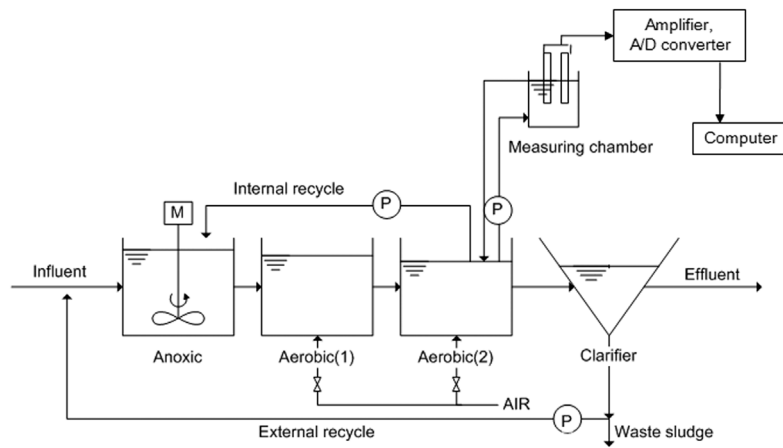 Amplifier,
A/D converter
Computer
Measuring chamber
Internal recycle
P
P
M
Influent
Effluent
Anoxic
Aerobic(1)
Aerobic(2)
Clarifier
AIR
External recycle
P
Waste sludge